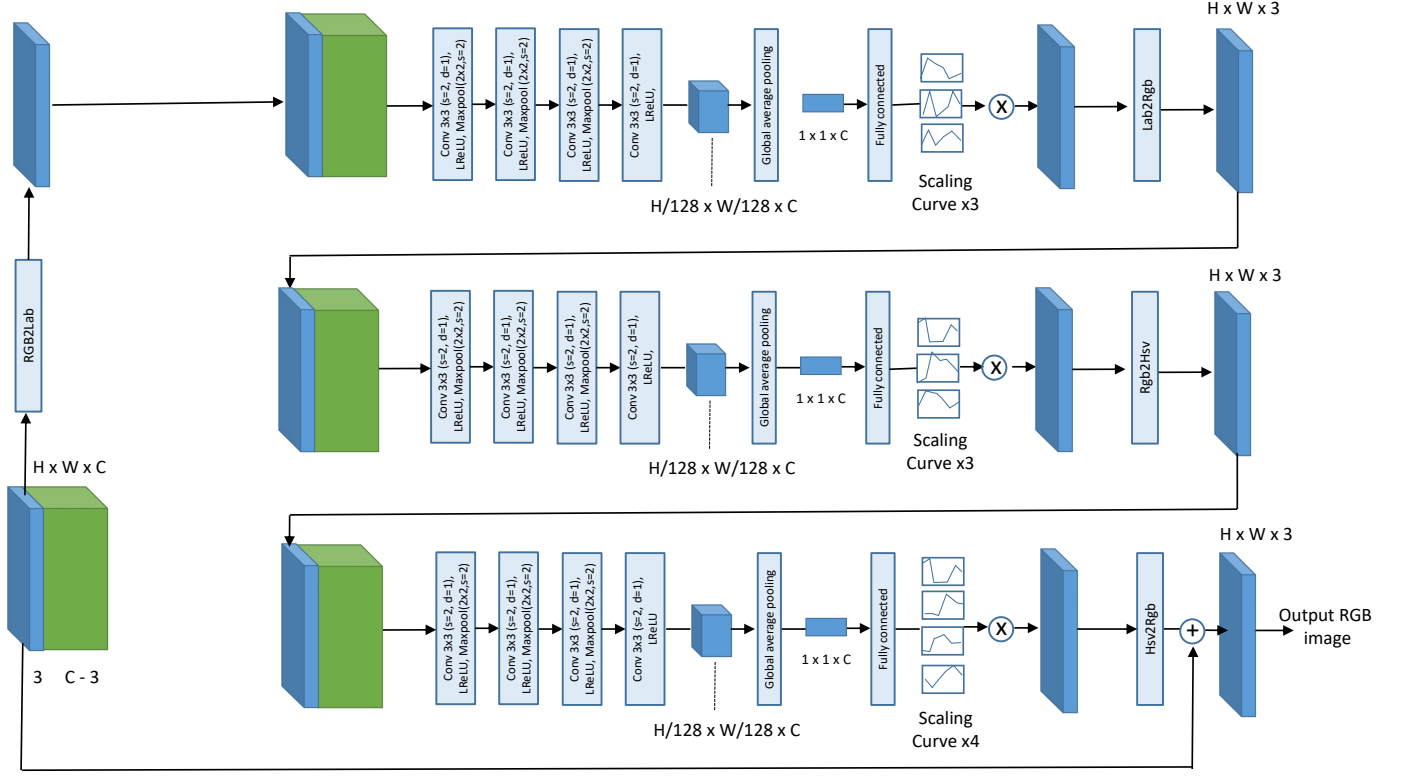 H x W x 3
Conv 3x3 (s=2, d=1),
LReLU, Maxpool(2x2,s=2)
Conv 3x3 (s=2, d=1),
LReLU, Maxpool(2x2,s=2)
Conv 3x3 (s=2, d=1),
LReLU, Maxpool(2x2,s=2)
Conv 3x3 (s=2, d=1),
LReLU,
Global average pooling
1 x 1 x C
Fully connected
X
Lab2Rgb
H/128 x W/128 x C
Scaling
Curve x3
RGB2Lab
H x W x 3
Conv 3x3 (s=2, d=1),
LReLU, Maxpool(2x2,s=2)
Conv 3x3 (s=2, d=1),
LReLU, Maxpool(2x2,s=2)
Conv 3x3 (s=2, d=1),
LReLU, Maxpool(2x2,s=2)
Conv 3x3 (s=2, d=1),
LReLU,
Global average pooling
1 x 1 x C
Fully connected
X
Rgb2Hsv
H/128 x W/128 x C
Scaling
Curve x3
H x W x C
3 C - 3
H x W x 3
Conv 3x3 (s=2, d=1),
LReLU, Maxpool(2x2,s=2)
Conv 3x3 (s=2, d=1),
LReLU, Maxpool(2x2,s=2)
Conv 3x3 (s=2, d=1),
LReLU, Maxpool(2x2,s=2)
Conv 3x3 (s=2, d=1),
LReLU
Global average pooling
1 x 1 x C
Fully connected
X
Hsv2Rgb
+
Output RGB
image
H/128 x W/128 x C
Scaling
Curve x4